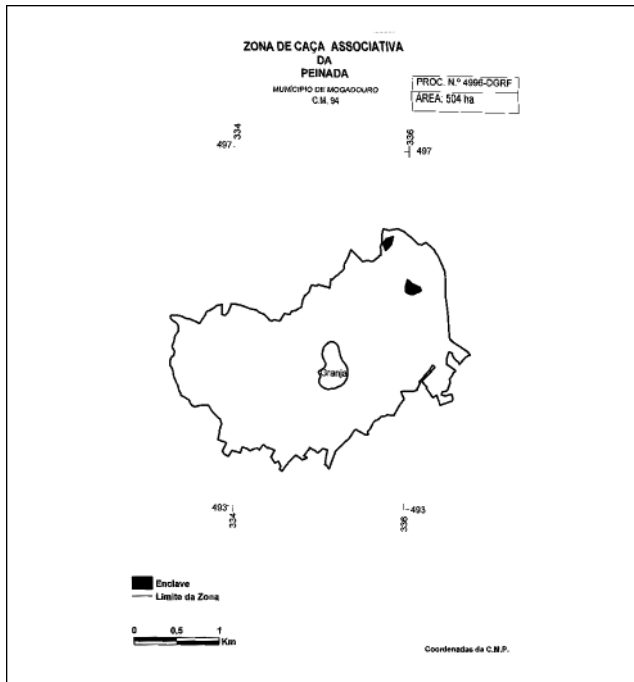 ZONA DE CAÇA ASSOCIATIVA
DA
PEINADA
MUNICÍPIO DE MOGADOURO
C.M. 94
PROC. N.º 4996-DGRF
ÁREA: 504 ha
334
497
336
497
Granja
493
334
336
493
Enclave
Limite da Zona
0 0,5 1
Km
Coordenadas da C.M.P.